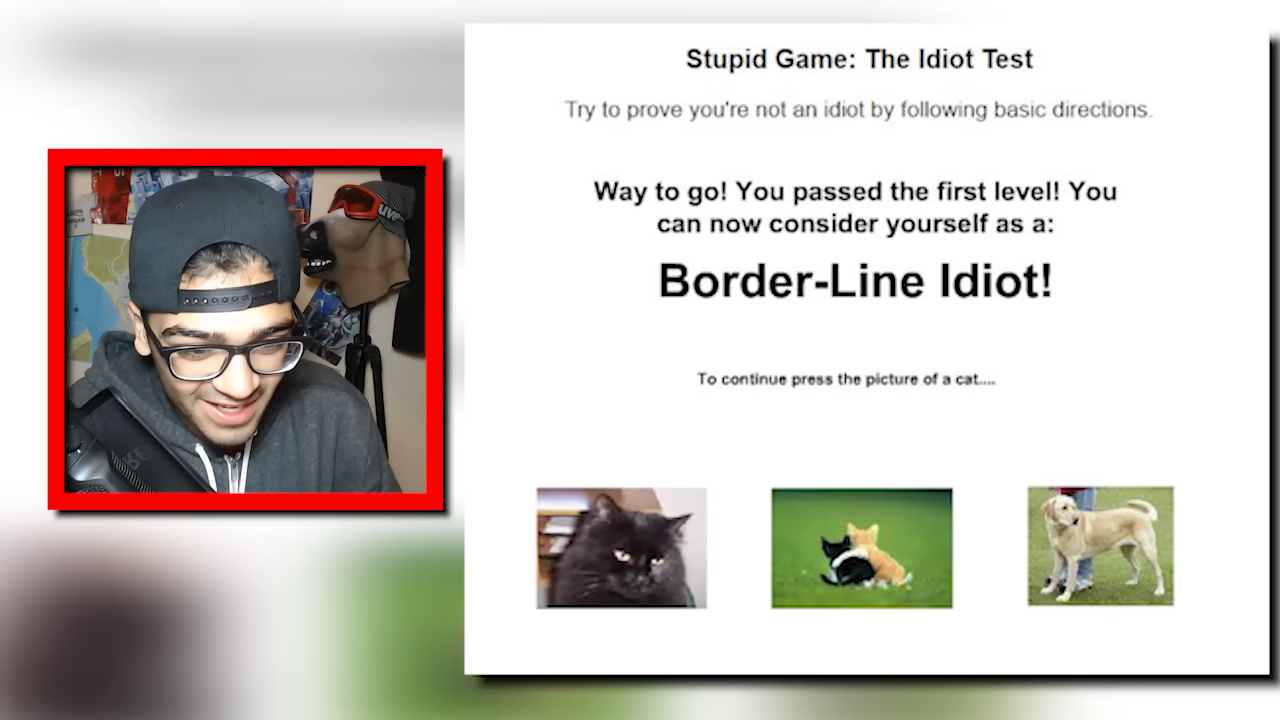 Stupid Game: The Idiot Test
Try to prove you're not an idiot by following basic directions.
Way to go! You passed the first level! You
can now consider yourself as a:
Border-Line Idiot!
To continue press the picture of a cat....
uvex